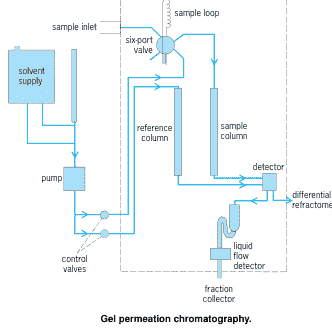 sample inlet
sample loop
six-port
valve
solvent
supply
reference
column
sample
column
pump
detector
differential
control
valves
liquid
flow
detector
fraction
collector
Gel permeation chromatography.